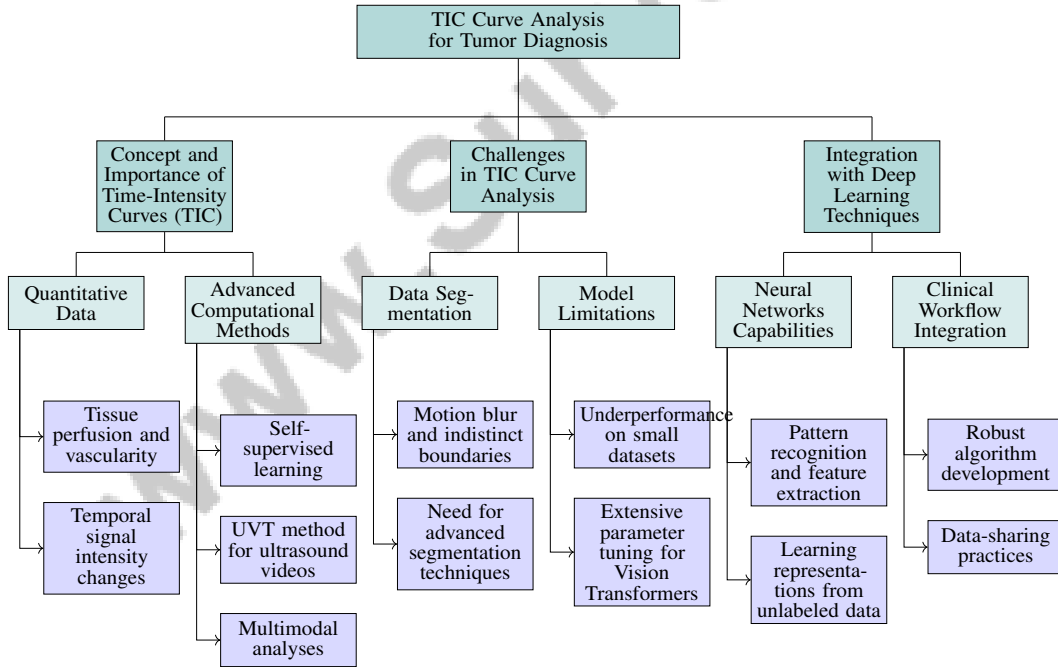 TIC Curve Analysis
for Tumor Diagnosis
Concept and
Importance of
Time-Intensity
Curves (TIC)
Challenges
in TIC Curve
Analysis
Integration
with Deep
Learning
Techniques
Quantitative
Data
Advanced
Computational
Methods
Data Seg-
mentation
Model
Limitations
Neural
Networks
Capabilities
Clinical
Workflow
Integration
Tissue
perfusion and
vascularity
Temporal
signal
intensity
changes
Self-
supervised
learning
UVT method
for ultrasound
videos
Multimodal
analyses
Motion blur
and indistinct
boundaries
Need for
advanced
segmentation
techniques
Underperformance
on small
datasets
Extensive
parameter
tuning for
Vision
Transformers
Pattern
recognition
and feature
extraction
Learning
representa-
tions from
unlabeled data
Robust
algorithm
development
Data-sharing
practices